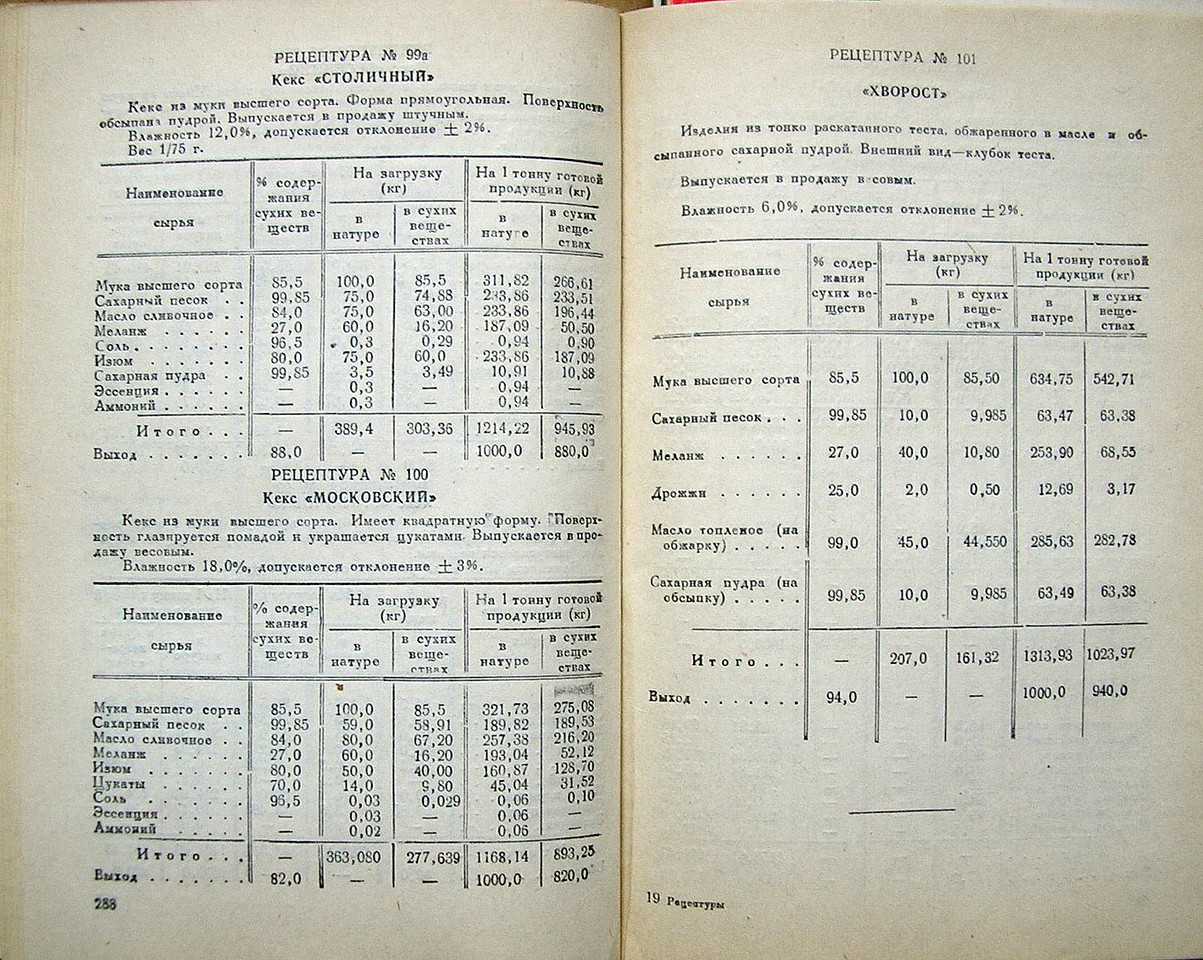 РЕЦЕПТУРА № 99а
Кекс «СТОЛИЧНЫЙ»
Кекс из муки высшего сорта. Форма прямоугольная. Поверхность
обсыпана пудрой. Выпускается в продажу штучным.
Влажность 12,0%, допускается отклонение ± 2%.
Вес 1/75 г.
Наименование сырья | % содержания сухих веществ | На загрузку (кг) | На 1 тонну готовой продукции (кг)
в натуре | в сухих веществах | в натуре | в сухих веществах
Мука высшего сорта 85,5 100,0 85,5 311,82 266,61
Сахарный песок . . 99,85 75,0 74,88 233,86 233,51
Масло сливочное . . 84,0 75,0 63,00 233,86 196,44
Меланж . . . . . . 27,0 60,0 16,20 187,09 50,50
Соль . . . . . . . 96,5 0,3 0,29 0,94 0,90
Изюм . . . . . . 80,0 75,0 60,0 233,86 187,09
Сахарная пудра . . 99,85 3,5 3,49 10,91 10,88
Эссенция . . . . . . — 0,3 — 0,94 —
Аммоний . . . . . . — 0,3 — 0,94 —
Итого . . . — 389,4 303,36 1214,22 945,93
Выход . . . . . . . 88,0 — — 1000,0 880,0
РЕЦЕПТУРА № 100
Кекс «МОСКОВСКИЙ»
Кекс из муки высшего сорта. Имеет квадратную форму. Поверх-
ность глазируется помадой и украшается цукатами. Выпускается в про-
дажу весовым.
Влажность 18,0%, допускается отклонение ± 3%.
Наименование сырья | % содержания сухих веществ | На загрузку (кг) | На 1 тонну готовой продукции (кг)
в натуре | в сухих веществах | в натуре | в сухих веществах
Мука высшего сорта 85,5 100,0 85,5 321,73 275,08
Сахарный песок . . 99,85 59,0 58,91 189,82 189,53
Масло сливочное . . 84,0 80,0 67,20 257,38 216,20
Меланж . . . . . . 27,0 60,0 16,20 193,04 52,12
Изюм . . . . . . . 80,0 50,0 40,00 160,87 128,70
Цукаты . . . . . . 70,0 14,0 9,80 45,04 31,52
Соль . . . . . . . 96,5 0,03 0,029 0,06 0,10
Эссенция . . . . . . — 0,03 — 0,06 —
Аммоний . . . . . — 0,02 — 0,06 —
Итого . . . — 363,080 277,639 1168,14 893,25
Выход . . . . . . . 82,0 — — 1000,0 820,0
288
РЕЦЕПТУРА № 101
«ХВОРОСТ»
Изделия из тонко раскатанного теста, обжаренного в масле и об-
сыпанного сахарной пудрой. Внешний вид—клубок теста.
Выпускается в продажу весовым.
Влажность 6,0%, допускается отклонение ± 2%.
Наименование сырья | % содержания сухих веществ | На загрузку (кг) | На 1 тонну готовой продукции (кг)
в натуре | в сухих веществах | в натуре | в сухих веществах
Мука высшего сорта 85,5 100,0 85,50 634,75 542,71
Сахарный песок . . . 99,85 10,0 9,985 63,47 63,38
Меланж . . . . . . 27,0 40,0 10,80 253,90 68,55
Дрожжи . . . . . . 25,0 2,0 0,50 12,69 3,17
Масло топленое (на
обжарку) . . . . . 99,0 45,0 44,550 285,63 282,78
Сахарная пудра (на
обсыпку) . . . . . 99,85 10,0 9,985 63,49 63,38
Итого . . . — 207,0 161,32 1313,93 1023,97
Выход . . . . . . . 94,0 — — 1000,0 940,0
19 Рецептуры